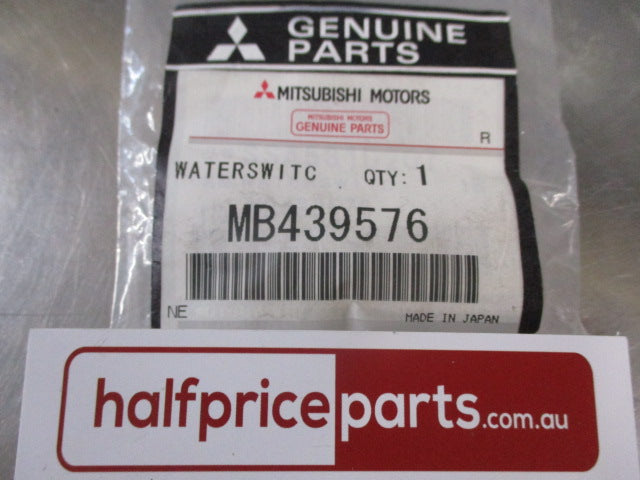 GENUINE
PARTS
MITSUBISHI MOTORS
MITSUBISHI MOTORS
GENUINE PARTS
R
WATERSWITC QTY: 1
MB439576
NE
MADE IN JAPAN
halfpriceparts.com.au